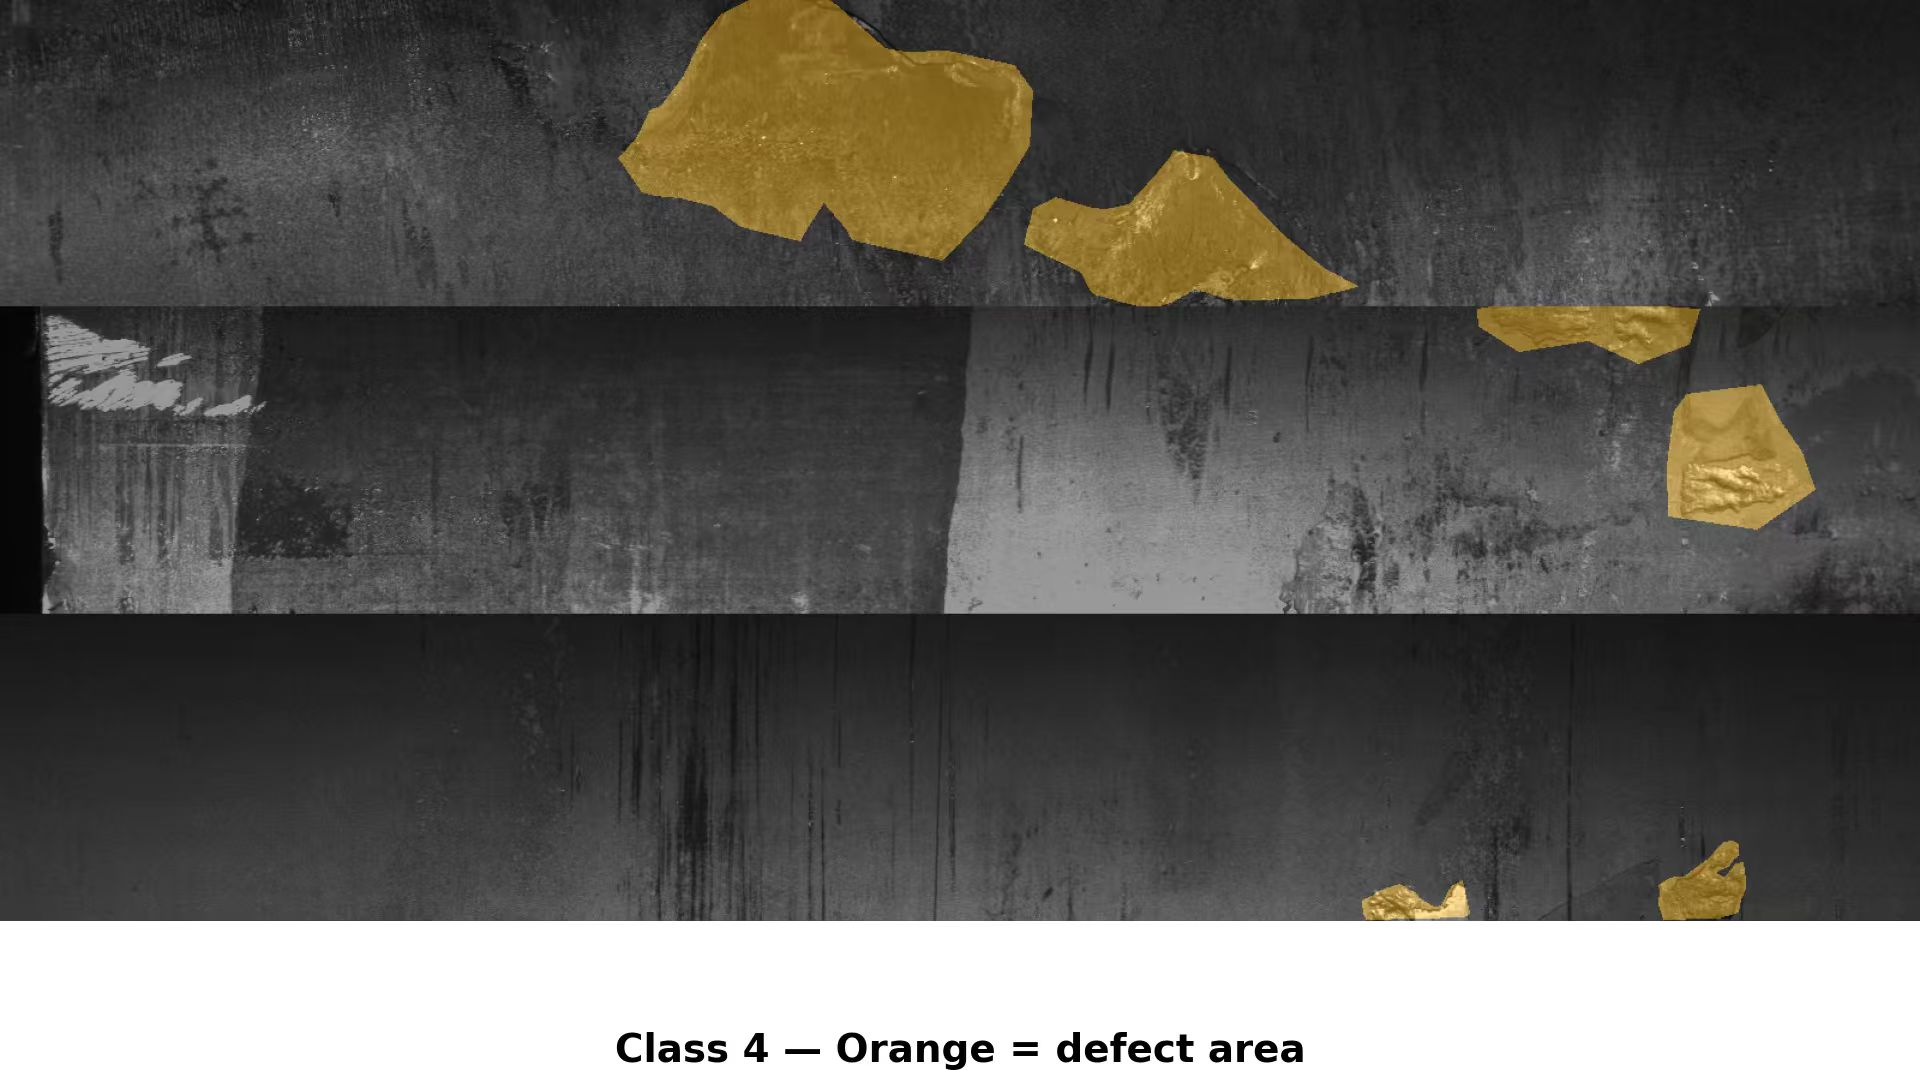 Class 4 — Orange = defect area